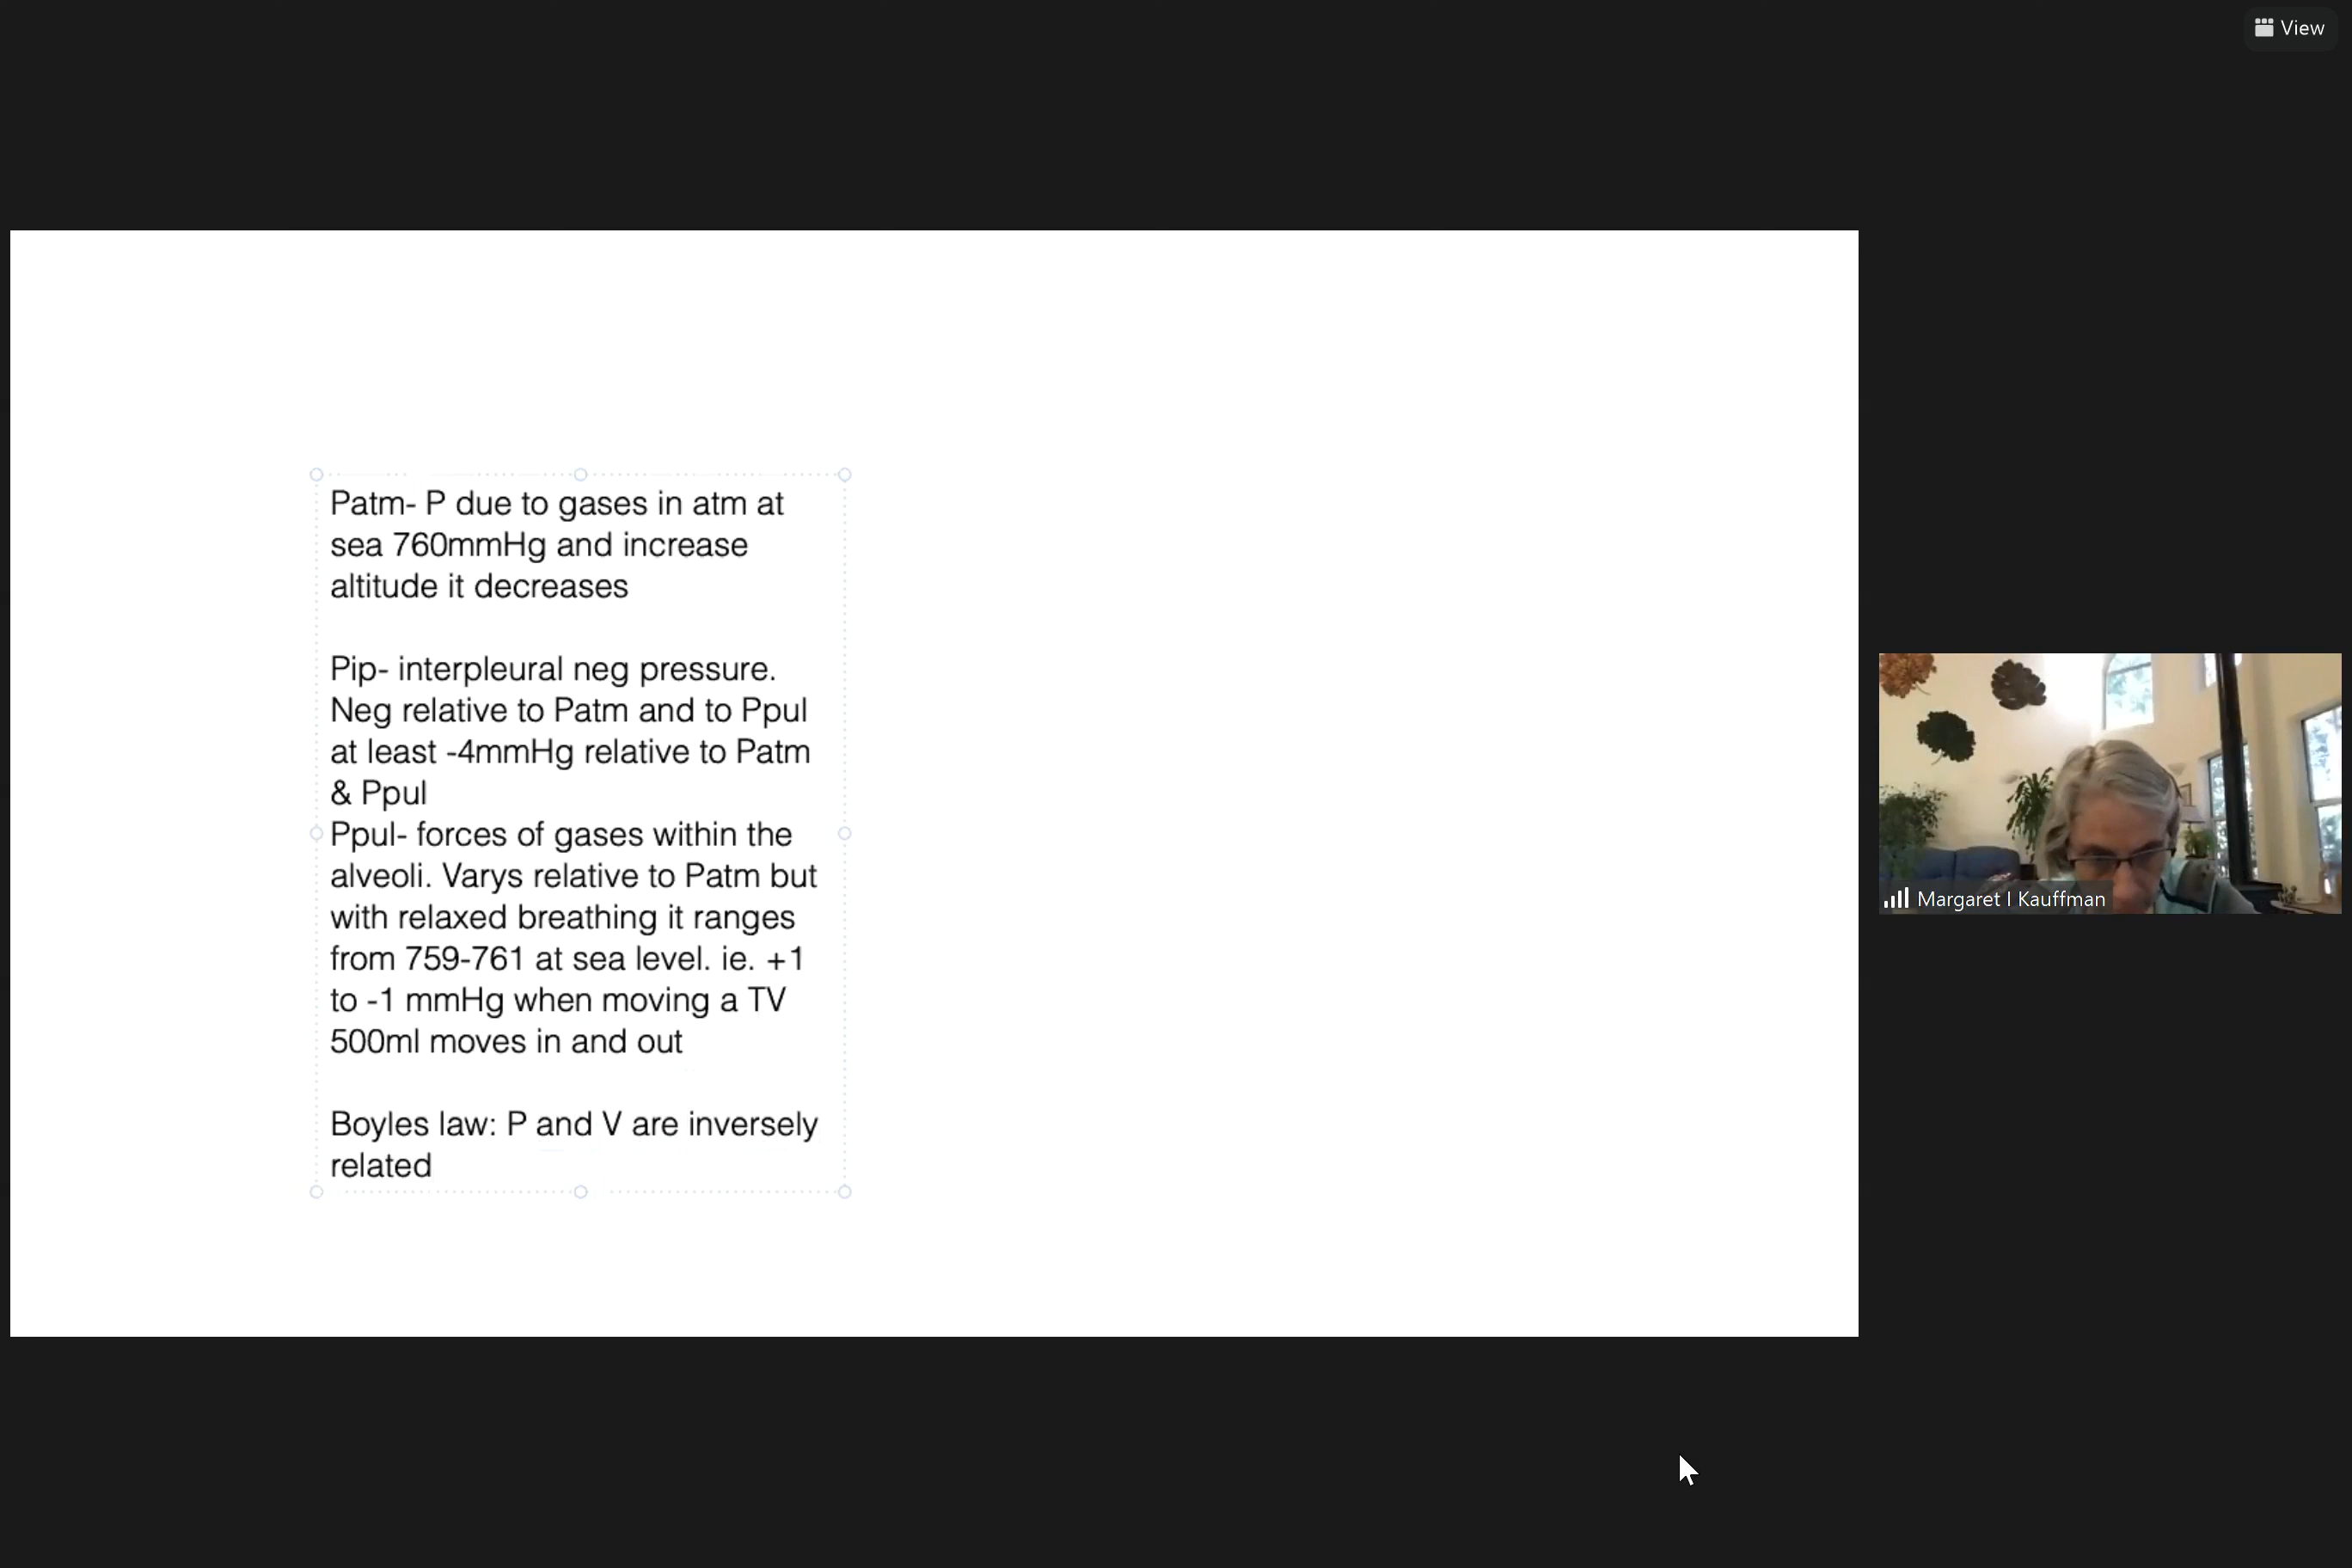 View
Patm- P due to gases in atm at
sea 760mmHg and increase
altitude it decreases
Pip- interpleural neg pressure.
Neg relative to Patm and to Ppul
at least -4mmHg relative to Patm
& Ppul
Ppul- forces of gases within the
alveoli. Varys relative to Patm but
with relaxed breathing it ranges
from 759-761 at sea level. ie. +1
to -1 mmHg when moving a TV
500ml moves in and out
Boyles law: P and V are inversely
related
Margaret I Kauffman